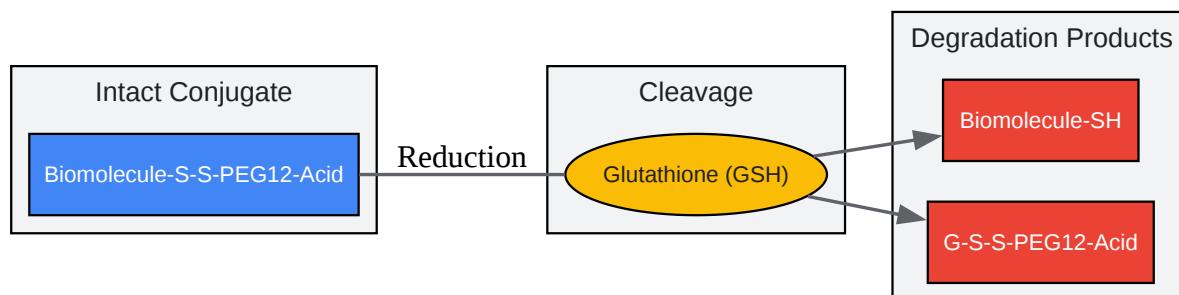 Intact Conjugate
Biomolecule-S-S-PEG12-Acid
Reduction
Cleavage
Glutathione (GSH)
Degradation Products
Biomolecule-SH
G-S-S-PEG12-Acid